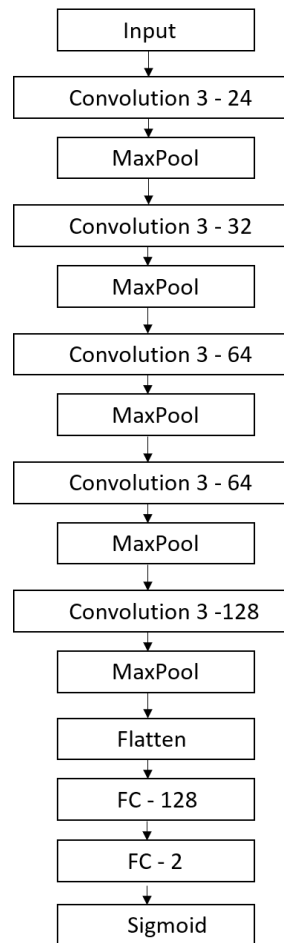 Input
Convolution 3 - 24
MaxPool
Convolution 3 - 32
MaxPool
Convolution 3 - 64
MaxPool
Convolution 3 - 64
MaxPool
Convolution 3 -128
MaxPool
Flatten
FC - 128
FC - 2
Sigmoid